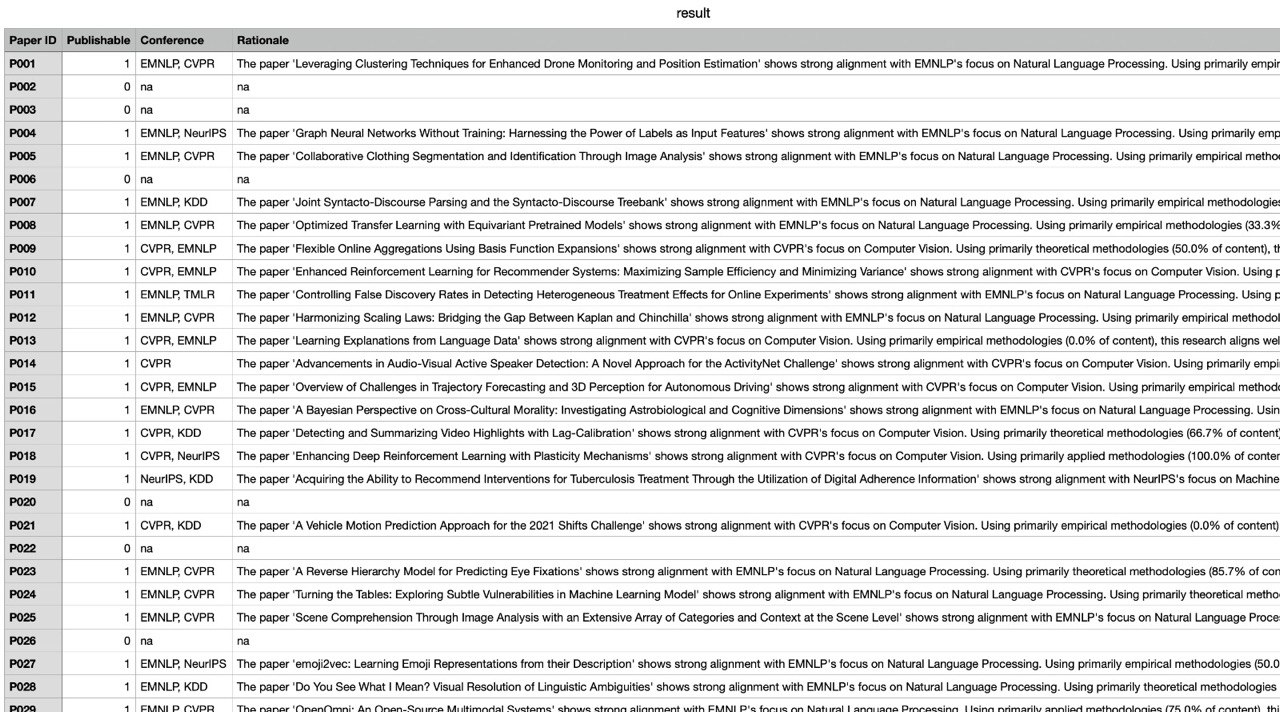 result
Paper ID Publishable Conference Rationale
P001 1 EMNLP, CVPR The paper 'Leveraging Clustering Techniques for Enhanced Drone Monitoring and Position Estimation' shows strong alignment with EMNLP's focus on Natural Language Processing. Using primarily empir
P002 0 na na
P003 0 na na
P004 1 EMNLP, NeurIPS The paper 'Graph Neural Networks Without Training: Harnessing the Power of Labels as Input Features' shows strong alignment with EMNLP's focus on Natural Language Processing. Using primarily emp
P005 1 EMNLP, CVPR The paper 'Collaborative Clothing Segmentation and Identification Through Image Analysis' shows strong alignment with EMNLP's focus on Natural Language Processing. Using primarily empirical metho
P006 0 na na
P007 1 EMNLP, KDD The paper 'Joint Syntacto-Discourse Parsing and the Syntacto-Discourse Treebank' shows strong alignment with EMNLP's focus on Natural Language Processing. Using primarily empirical methodologies
P008 1 EMNLP, CVPR The paper 'Optimized Transfer Learning with Equivariant Pretrained Models' shows strong alignment with EMNLP's focus on Natural Language Processing. Using primarily empirical methodologies (33.3%
P009 1 CVPR, EMNLP The paper 'Flexible Online Aggregations Using Basis Function Expansions' shows strong alignment with CVPR's focus on Computer Vision. Using primarily theoretical methodologies (50.0% of content), th
P010 1 CVPR, EMNLP The paper 'Enhanced Reinforcement Learning for Recommender Systems: Maximizing Sample Efficiency and Minimizing Variance' shows strong alignment with CVPR's focus on Computer Vision. Using p
P011 1 EMNLP, TMLR The paper 'Controlling False Discovery Rates in Detecting Heterogeneous Treatment Effects for Online Experiments' shows strong alignment with EMNLP's focus on Natural Language Processing. Using p
P012 1 EMNLP, CVPR The paper 'Harmonizing Scaling Laws: Bridging the Gap Between Kaplan and Chinchilla' shows strong alignment with EMNLP's focus on Natural Language Processing. Using primarily empirical methodol
P013 1 CVPR, EMNLP The paper 'Learning Explanations from Language Data' shows strong alignment with CVPR's focus on Computer Vision. Using primarily empirical methodologies (0.0% of content), this research aligns wel
P014 1 CVPR The paper 'Advancements in Audio-Visual Active Speaker Detection: A Novel Approach for the ActivityNet Challenge' shows strong alignment with CVPR's focus on Computer Vision. Using primarily empi
P015 1 CVPR, EMNLP The paper 'Overview of Challenges in Trajectory Forecasting and 3D Perception for Autonomous Driving' shows strong alignment with CVPR's focus on Computer Vision. Using primarily empirical methodo
P016 1 EMNLP, CVPR The paper 'A Bayesian Perspective on Cross-Cultural Morality: Investigating Astrobiological and Cognitive Dimensions' shows strong alignment with EMNLP's focus on Natural Language Processing. Usin
P017 1 CVPR, KDD The paper 'Detecting and Summarizing Video Highlights with Lag-Calibration' shows strong alignment with CVPR's focus on Computer Vision. Using primarily theoretical methodologies (66.7% of content)
P018 1 CVPR, NeurIPS The paper 'Enhancing Deep Reinforcement Learning with Plasticity Mechanisms' shows strong alignment with CVPR's focus on Computer Vision. Using primarily applied methodologies (100.0% of conter
P019 1 NeurIPS, KDD The paper 'Acquiring the Ability to Recommend Interventions for Tuberculosis Treatment Through the Utilization of Digital Adherence Information' shows strong alignment with NeurIPS's focus on Machine
P020 0 na na
P021 1 CVPR, KDD The paper 'A Vehicle Motion Prediction Approach for the 2021 Shifts Challenge' shows strong alignment with CVPR's focus on Computer Vision. Using primarily empirical methodologies (0.0% of content)
P022 0 na na
P023 1 EMNLP, CVPR The paper 'A Reverse Hierarchy Model for Predicting Eye Fixations' shows strong alignment with EMNLP's focus on Natural Language Processing. Using primarily theoretical methodologies (85.7% of con
P024 1 EMNLP, CVPR The paper 'Turning the Tables: Exploring Subtle Vulnerabilities in Machine Learning Model' shows strong alignment with EMNLP's focus on Natural Language Processing. Using primarily theoretical metho
P025 1 EMNLP, CVPR The paper 'Scene Comprehension Through Image Analysis with an Extensive Array of Categories and Context at the Scene Level' shows strong alignment with EMNLP's focus on Natural Language Proce
P026 0 na na
P027 1 EMNLP, NeurIPS The paper 'emoji2vec: Learning Emoji Representations from their Description' shows strong alignment with EMNLP's focus on Natural Language Processing. Using primarily empirical methodologies (50.0
P028 1 EMNLP, KDD The paper 'Do You See What I Mean? Visual Resolution of Linguistic Ambiguities' shows strong alignment with EMNLP's focus on Natural Language Processing. Using primarily theoretical methodologies
P029 1 EMNLP, CVPR The paper 'OpenOmni: An Open-Source Multimodal Systems' shows strong alignment with EMNLP's focus on Natural Language Processing. Using primarily applied methodologies (75.0% of content), thi